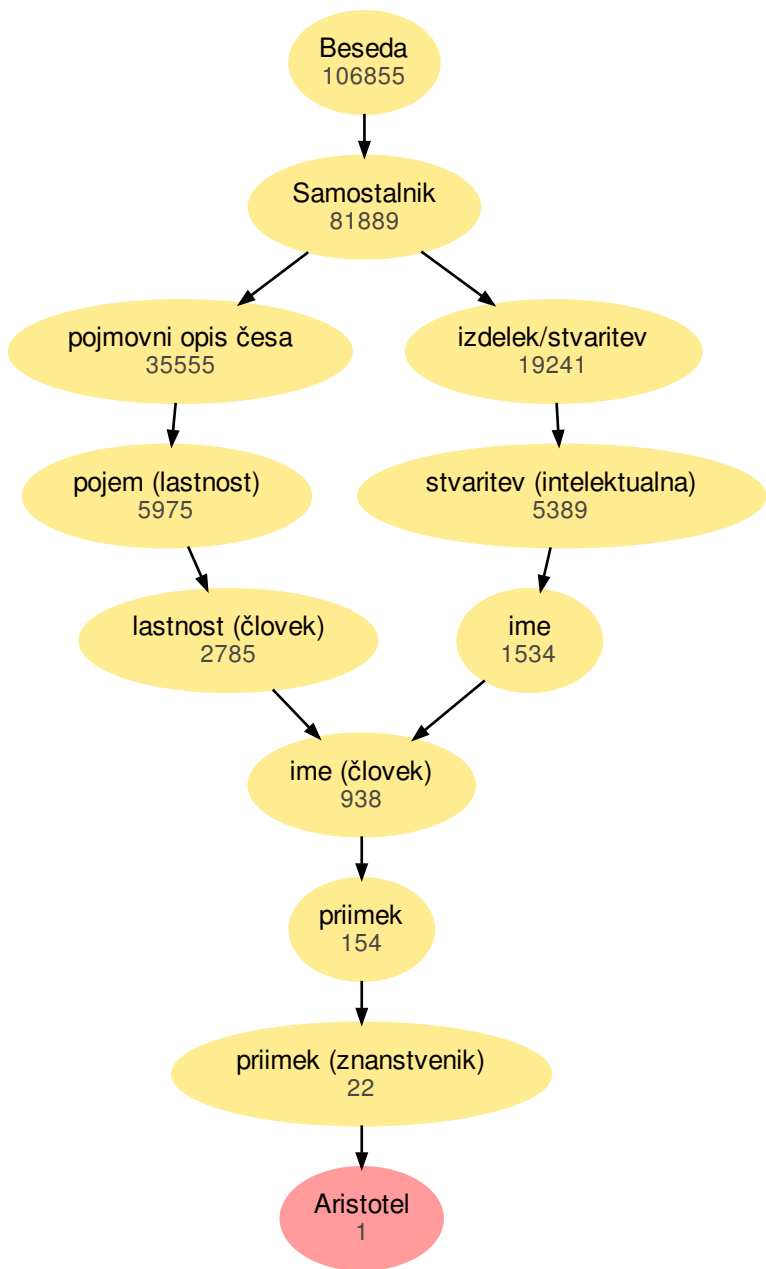 Beseda
106855
Samostalnik
81889
pojmovni opis česa
35555
izdelek/stvaritev
19241
pojem (lastnost)
5975
stvaritev (intelektualna)
5389
lastnost (človek)
2785
ime
1534
ime (človek)
938
priimek
154
priimek (znanstvenik)
22
Aristotel
1